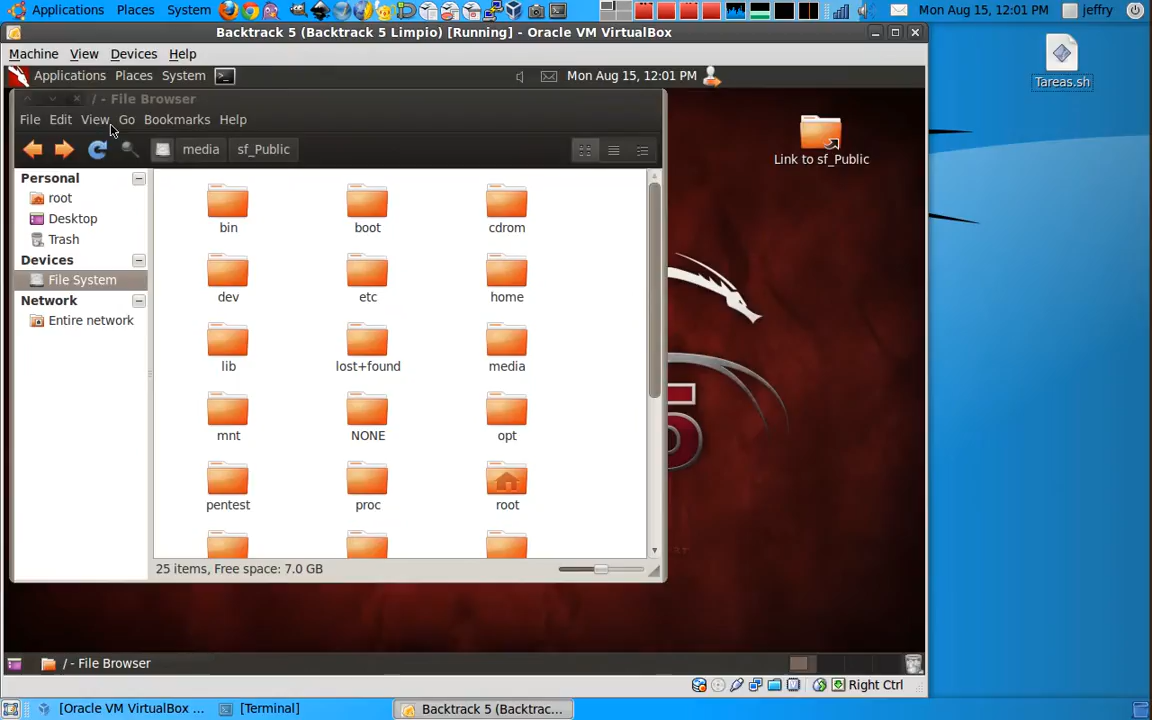 Applications Places System Mon Aug 15, 12:01 PM jeffry
Backtrack 5 (Backtrack 5 Limpio) [Running] - Oracle VM VirtualBox
Tareas.sh
Machine View Devices Help
Applications Places System Mon Aug 15, 12:01 PM
/ - File Browser
File Edit View Go Bookmarks Help
media sf_Public
Link to sf_Public
Personal
root
Desktop
Trash
Devices
File System
Network
Entire network
bin boot cdrom
dev etc home
lib lost+found media
mnt NONE opt
pentest proc root
25 items, Free space: 7.0 GB
/ - File Browser
Right Ctrl
[Oracle VM VirtualBox ... [Terminal] Backtrack 5 (Backtrac...